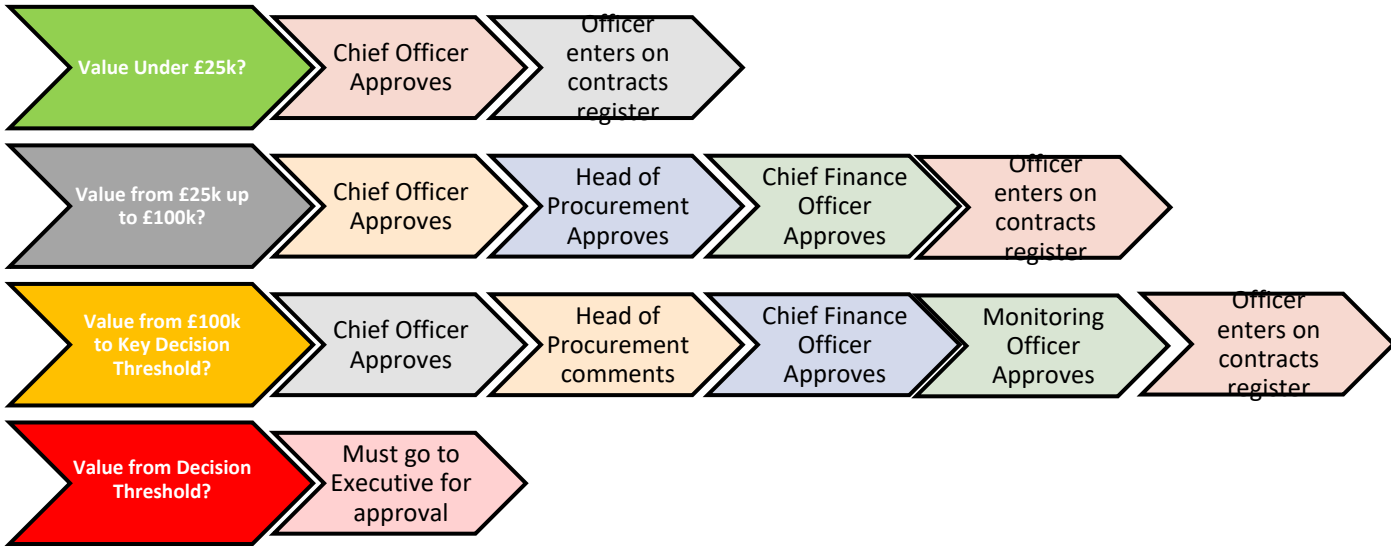 Value Under £25k?
Chief Officer
Approves
Officer
enters on
contracts
register
Value from £25k up
to £100k?
Chief Officer
Approves
Head of
Procurement
Approves
Chief Finance
Officer
Approves
Officer
enters on
contracts
register
Value from £100k
to Key Decision
Threshold?
Chief Officer
Approves
Head of
Procurement
comments
Chief Finance
Officer
Approves
Monitoring
Officer
Approves
Officer
enters on
contracts
register
Value from Decision
Threshold?
Must go to
Executive for
approval